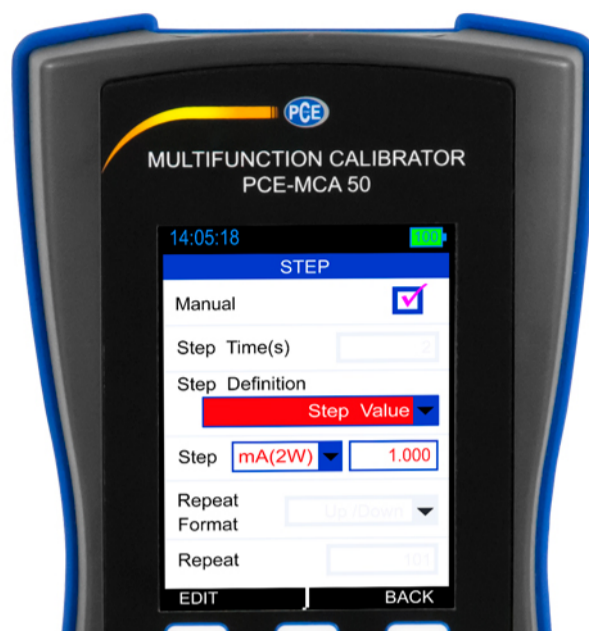 PCE
MULTIFUNCTION CALIBRATOR
PCE-MCA 50
14:05:18 100
STEP
Manual
Step Time(s) 2
Step Definition
Step Value
Step mA(2W) 1.000
Repeat
Format
Up /Down
Repeat 101
EDIT BACK